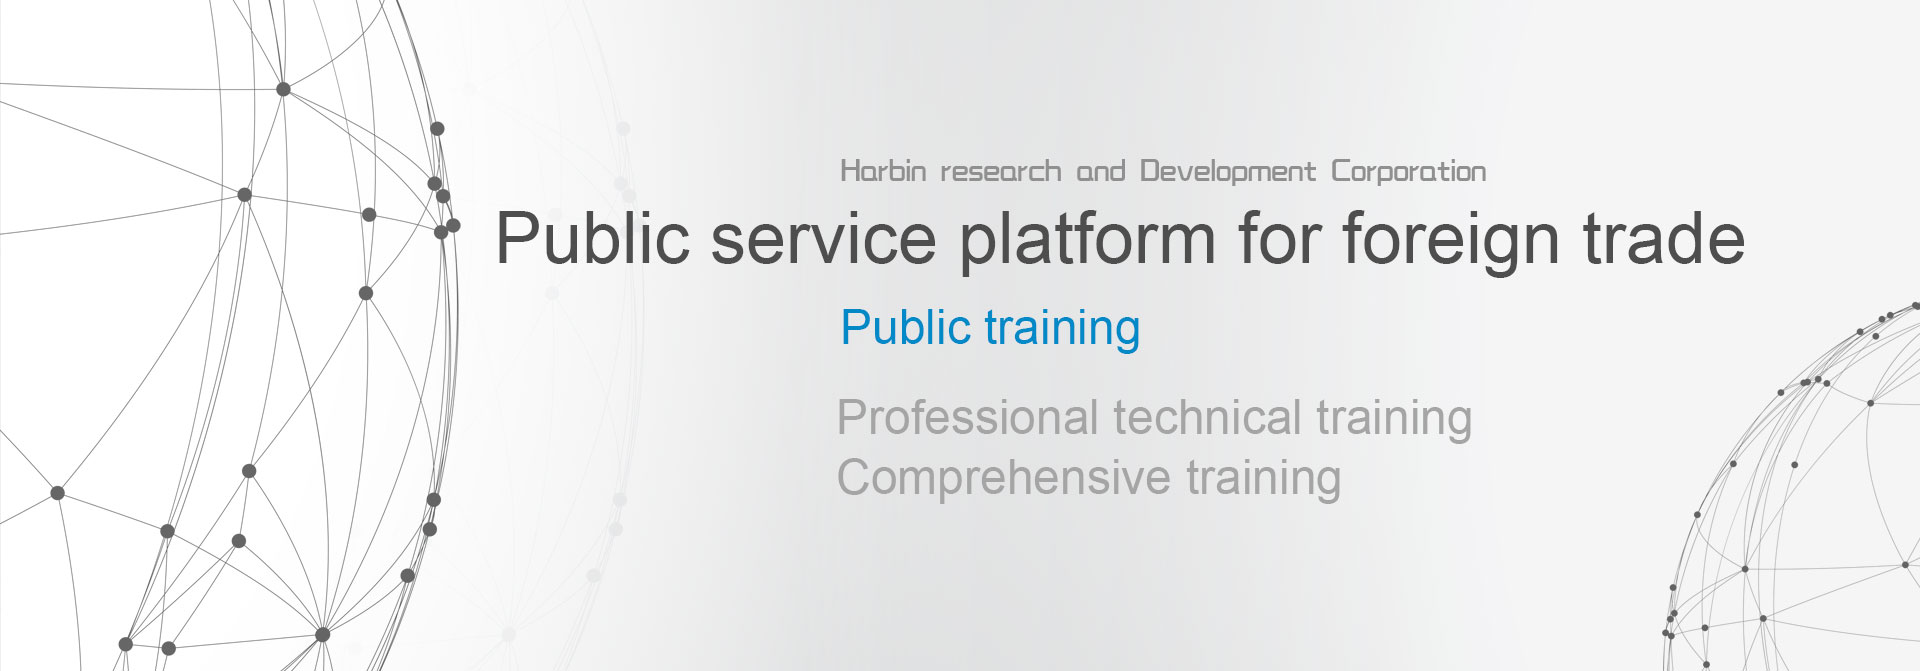 Harbin research and Development Corporation
Public service platform for foreign trade
Public training
Professional technical training
Comprehensive training